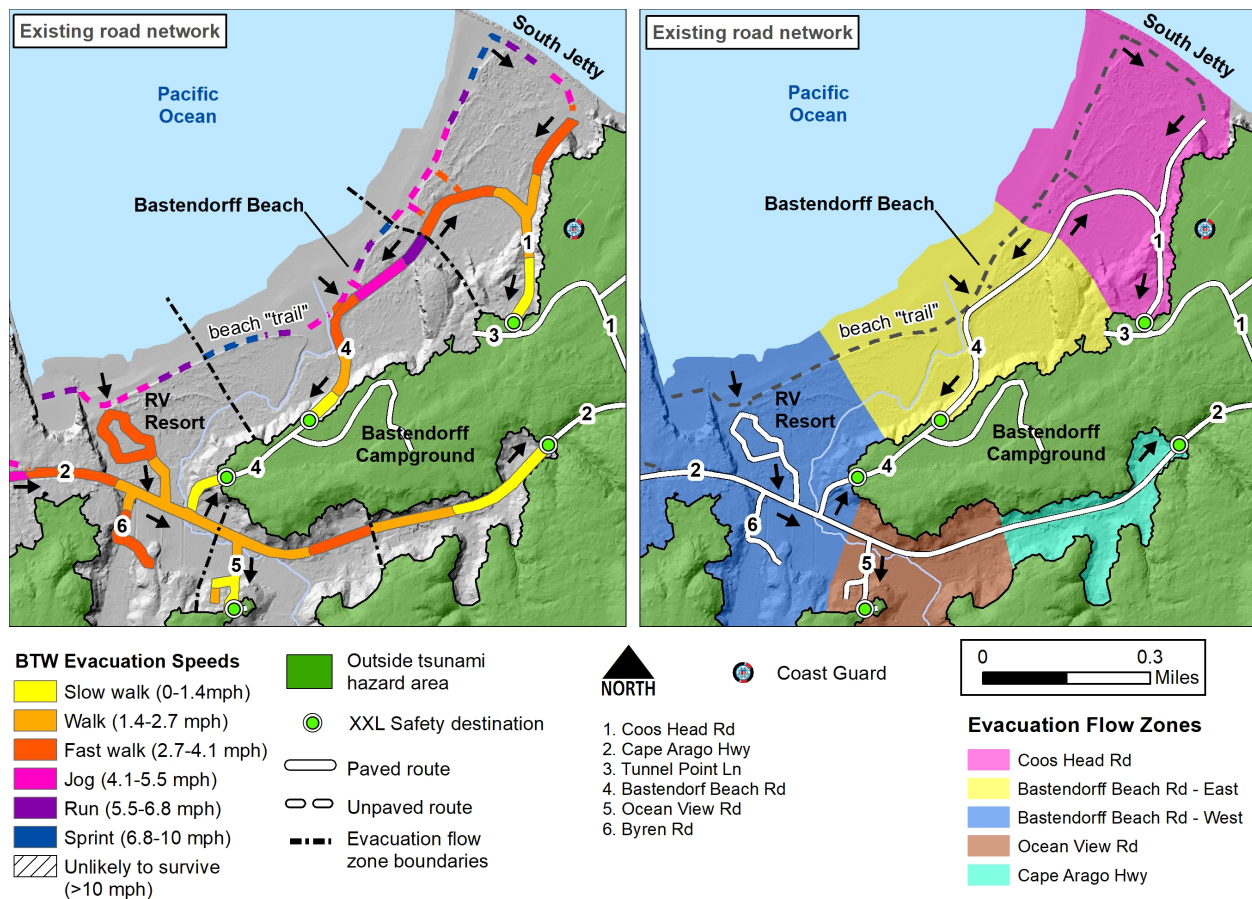 Existing road network
South Jetty
Pacific
Ocean
Bastendorff Beach
1
beach "trail"
3
1
4
RV
Resort
2
Bastendorff
Campground
4
2
6
5
Existing road network
South Jetty
Pacific
Ocean
Bastendorff Beach
1
beach "trail"
3
1
4
RV
Resort
2
Bastendorff
Campground
4
2
6
5
BTW Evacuation Speeds
Slow walk (0-1.4mph)
Walk (1.4-2.7 mph)
Fast walk (2.7-4.1 mph)
Jog (4.1-5.5 mph)
Run (5.5-6.8 mph)
Sprint (6.8-10 mph)
Unlikely to survive
(>10 mph)
Outside tsunami
hazard area
XXL Safety destination
Paved route
Unpaved route
Evacuation flow
zone boundaries
NORTH
Coast Guard
1. Coos Head Rd
2. Cape Arago Hwy
3. Tunnel Point Ln
4. Bastendorf Beach Rd
5. Ocean View Rd
6. Byren Rd
0 0.3
Miles
Evacuation Flow Zones
Coos Head Rd
Bastendorff Beach Rd - East
Bastendorff Beach Rd - West
Ocean View Rd
Cape Arago Hwy